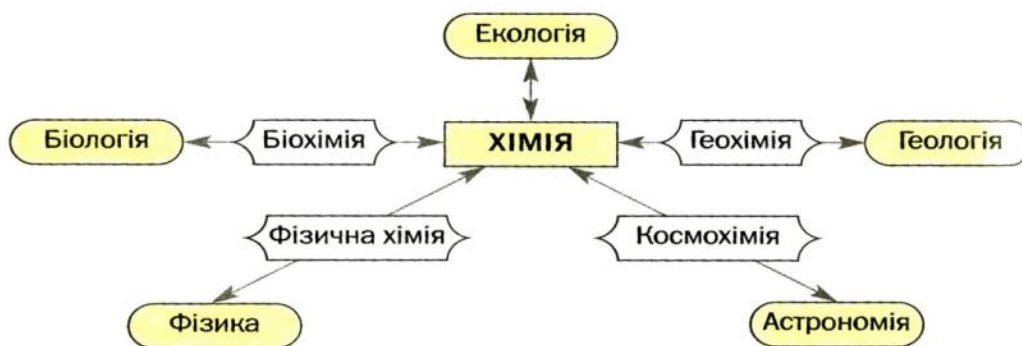 Екологія
Біологія
Біохімія
ХІМІЯ
Геохімія
Геологія
Фізична хімія
Космохімія
Фізика
Астрономія